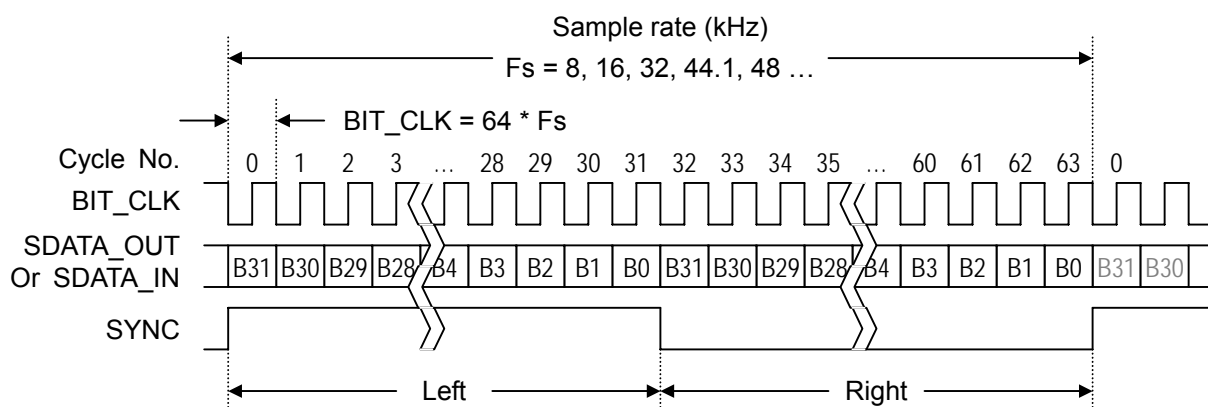 Sample rate (kHz)
Fs = 8, 16, 32, 44.1, 48 …
BIT_CLK = 64 * Fs
Cycle No. 0 1 2 3 ... 28 29 30 31 32 33 34 35 ... 60 61 62 63 0
BIT_CLK
SDATA_OUT
Or SDATA_IN B31 B30 B29 B28 B4 B3 B2 B1 B0 B31 B30 B29 B28 B4 B3 B2 B1 B0 B31 B30
SYNC
Left Right